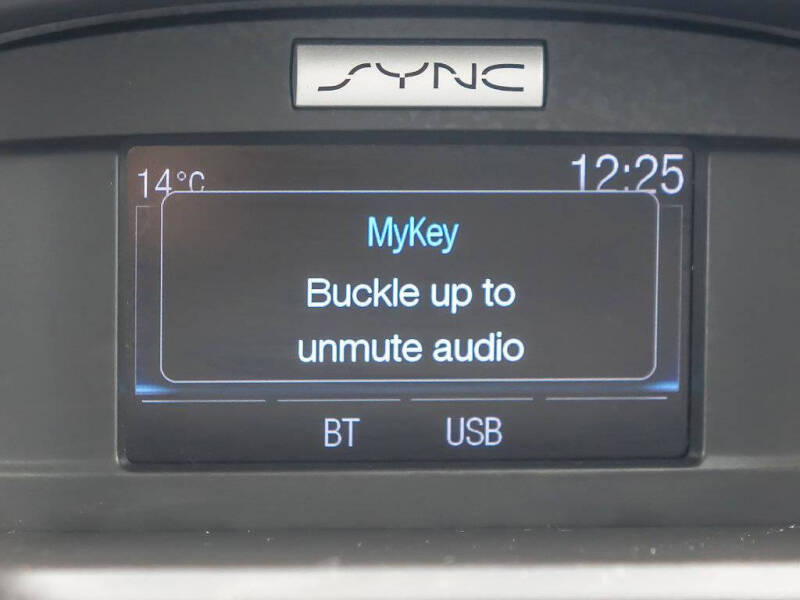 SYNC
14°C 12:25
MyKey
Buckle up to
unmute audio
BT USB